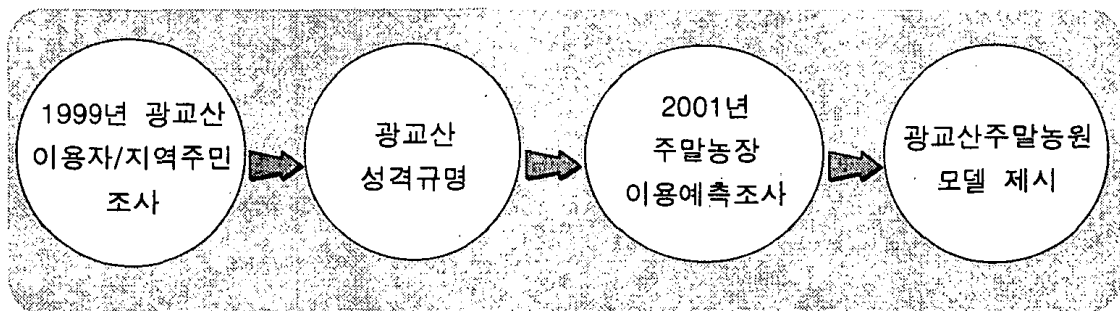 1999년 광교산
이용자/지역주민
조사
광교산
성격규명
2001년
주말농장
이용예측조사
광교산주말농원
모델 제시